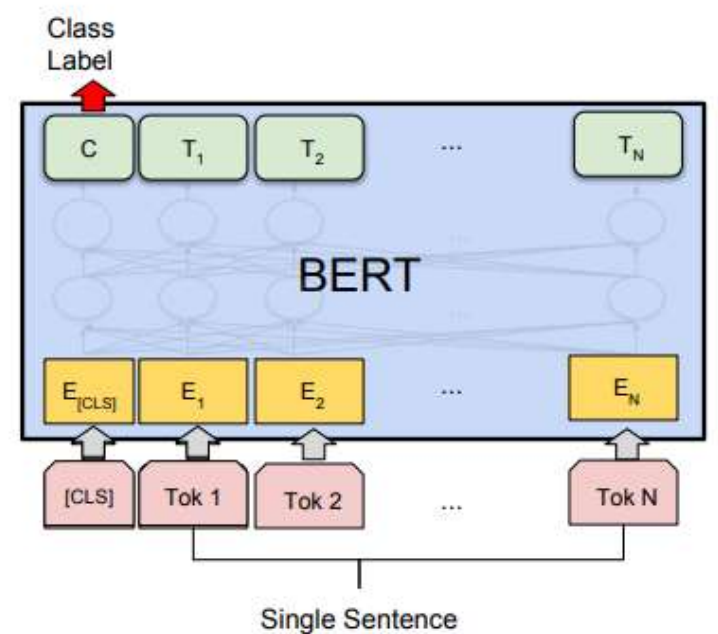 Class
Label
C T1 T2 ... TN
...
BERT
...
E[CLS] E1 E2 ... EN
[CLS] Tok 1 Tok 2 ... Tok N
Single Sentence